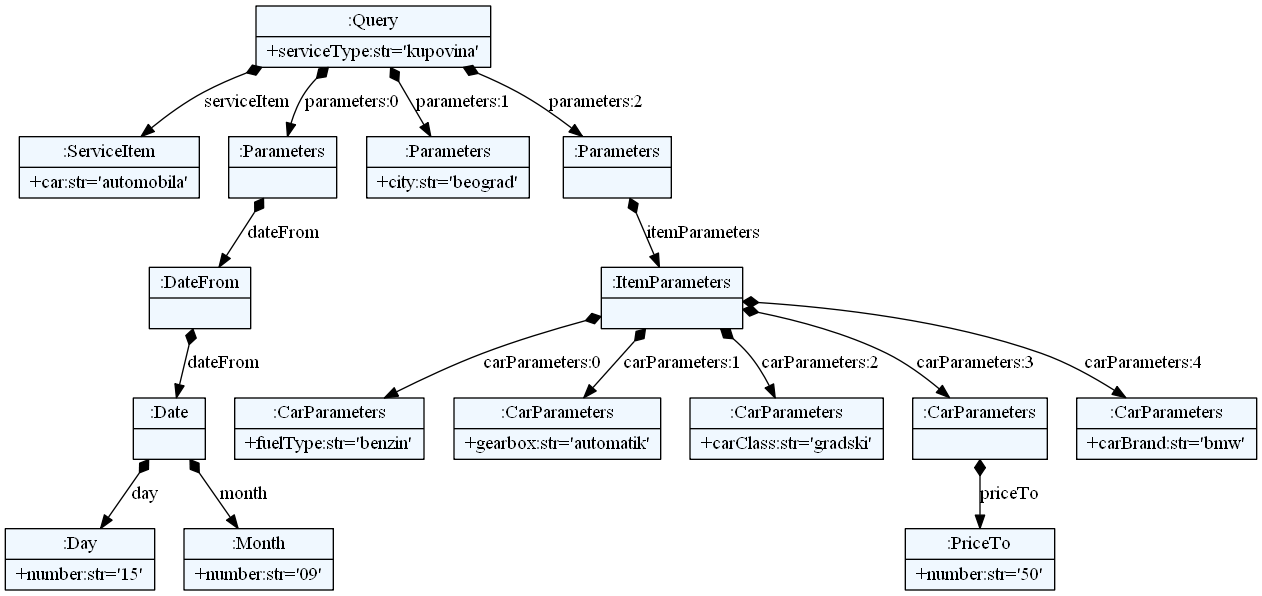 :Query
+serviceType:str='kupovina'
serviceItem
parameters:0
parameters:1
parameters:2
:ServiceItem
+car:str='automobila'
:Parameters
:Parameters
+city:str='beograd'
:Parameters
dateFrom
itemParameters
:DateFrom
:ItemParameters
dateFrom
carParameters:0
carParameters:1
carParameters:2
carParameters:3
carParameters:4
:Date
:CarParameters
+fuelType:str='benzin'
:CarParameters
+gearbox:str='automatik'
:CarParameters
+carClass:str='gradski'
:CarParameters
:CarParameters
+carBrand:str='bmw'
day
month
priceTo
:Day
+number:str='15'
:Month
+number:str='09'
:PriceTo
+number:str='50'